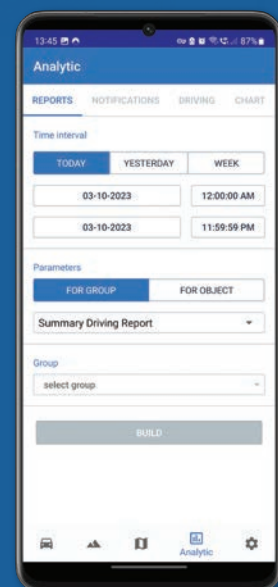 13:45 87%
Analytic
REPORTS NOTIFICATIONS DRIVING CHART
Time interval
TODAY YESTERDAY WEEK
03-10-2023 12:00:00 AM
03-10-2023 11:59:59 PM
Parameters
FOR GROUP FOR OBJECT
Summary Driving Report
Group
select group
BUILD
Analytic